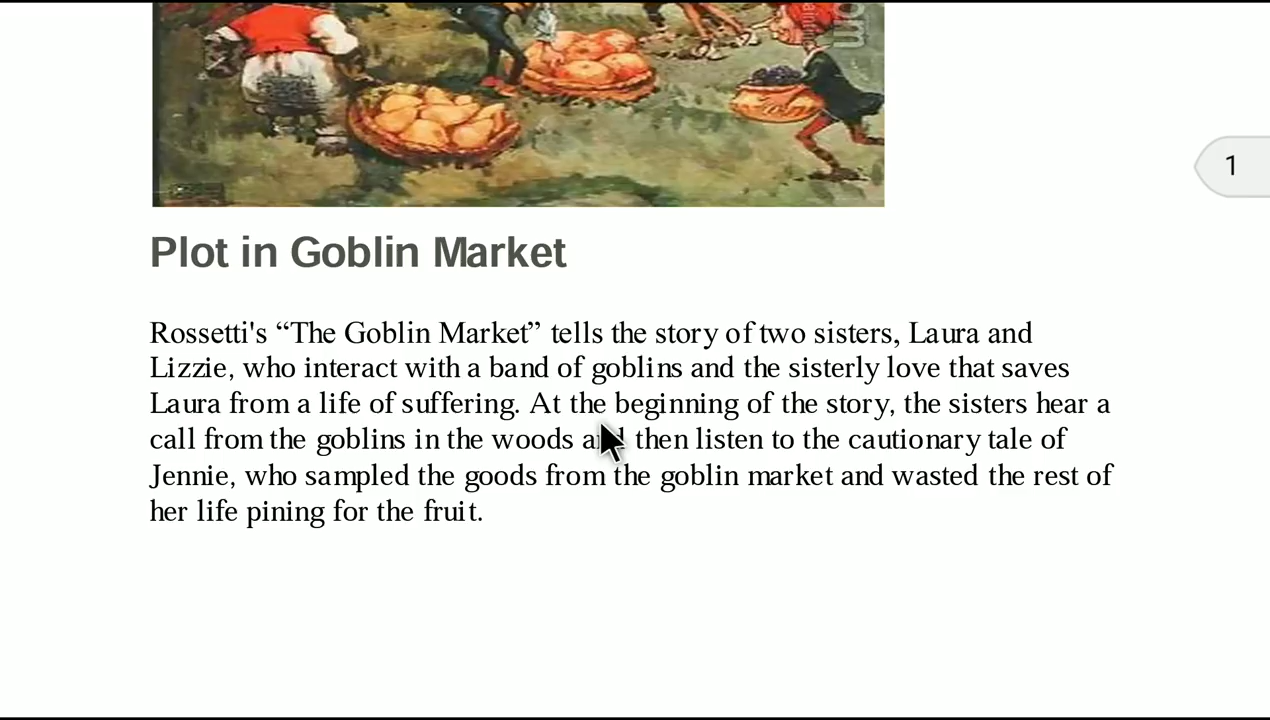 1
Plot in Goblin Market
Rossetti's “The Goblin Market” tells the story of two sisters, Laura and
Lizzie, who interact with a band of goblins and the sisterly love that saves
Laura from a life of suffering. At the beginning of the story, the sisters hear a
call from the goblins in the woods and then listen to the cautionary tale of
Jennie, who sampled the goods from the goblin market and wasted the rest of
her life pining for the fruit.